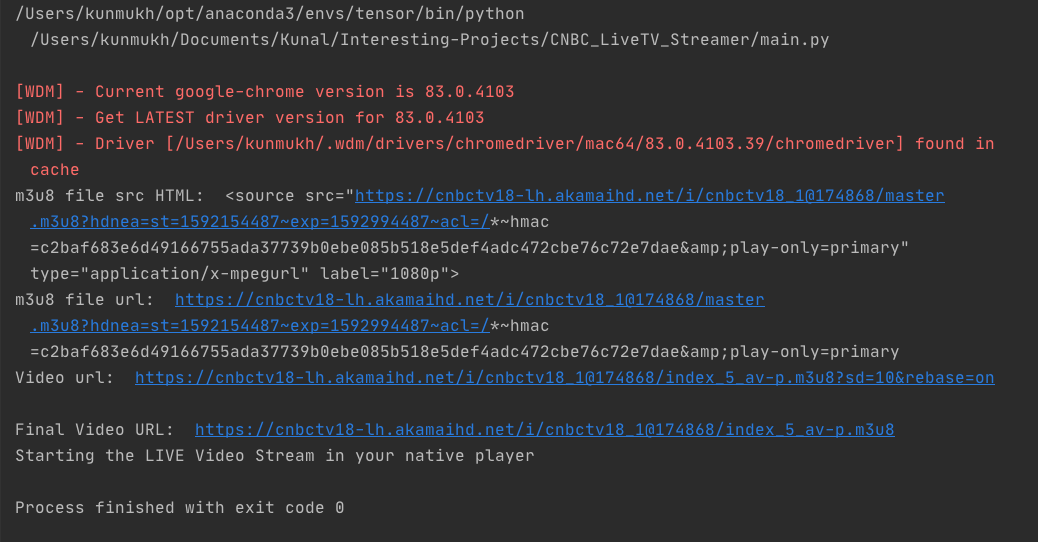 /Users/kunmukh/opt/anaconda3/envs/tensor/bin/python
/Users/kunmukh/Documents/Kunal/Interesting-Projects/CNBC_LiveTV_Streamer/main.py
[WDM] - Current google-chrome version is 83.0.4103
[WDM] - Get LATEST driver version for 83.0.4103
[WDM] - Driver [/Users/kunmukh/.wdm/drivers/chromedriver/mac64/83.0.4103.39/chromedriver] found in
cache
m3u8 file src HTML:  <source src="https://cnbctv18-lh.akamaihd.net/i/cnbctv18_1@174868/master
.m3u8?hdnea=st=1592154487~exp=1592994487~acl=/*~hmac
=c2baf683e6d49166755ada37739b0ebe085b518e5def4adc472cbe76c72e7dae&amp;play-only=primary"
type="application/x-mpegurl" label="1080p">
m3u8 file url:  https://cnbctv18-lh.akamaihd.net/i/cnbctv18_1@174868/master
.m3u8?hdnea=st=1592154487~exp=1592994487~acl=/*~hmac
=c2baf683e6d49166755ada37739b0ebe085b518e5def4adc472cbe76c72e7dae&amp;play-only=primary
Video url:  https://cnbctv18-lh.akamaihd.net/i/cnbctv18_1@174868/index_5_av-p.m3u8?sd=10&rebase=on
Final Video URL:  https://cnbctv18-lh.akamaihd.net/i/cnbctv18_1@174868/index_5_av-p.m3u8
Starting the LIVE Video Stream in your native player
Process finished with exit code 0